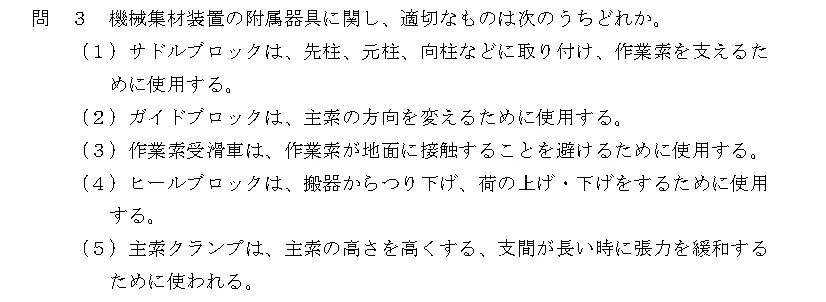 問　３　機械集材装置の附属器具に関し、適切なものは次のうちどれか。
（１）サドルブロックは、先柱、元柱、向柱などに取り付け、作業索を支えるた
めに使用する。
（２）ガイドブロックは、主索の方向を変えるために使用する。
（３）作業索受滑車は、作業索が地面に接触することを避けるために使用する。
（４）ヒールブロックは、搬器からつり下げ、荷の上げ・下げをするために使用
する。
（５）主索クランプは、主索の高さを高くする、支間が長い時に張力を緩和する
ために使われる。